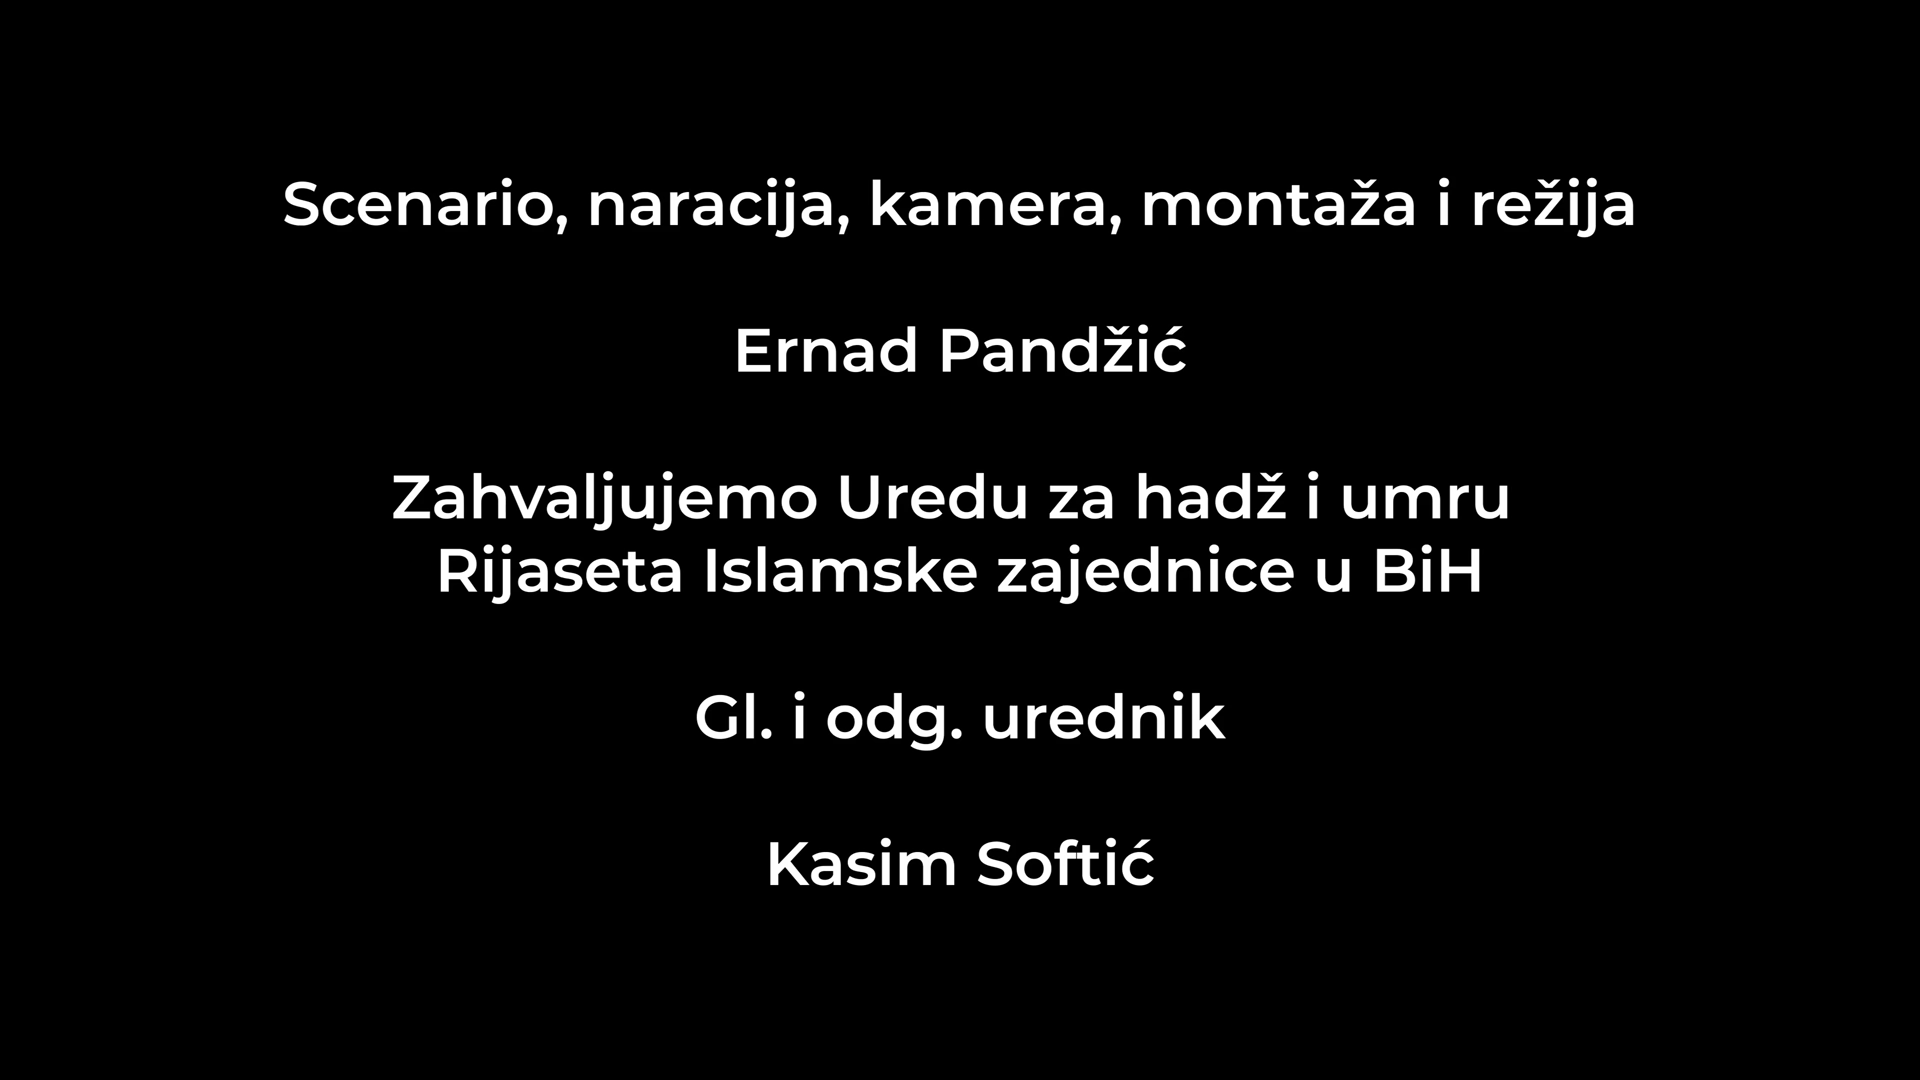 Scenario, naracija, kamera, montaža i režija
Ernad Pandžić
Zahvaljujemo Uredu za hadž i umru
Rijaseta Islamske zajednice u BiH
Gl. i odg. urednik
Kasim Softić